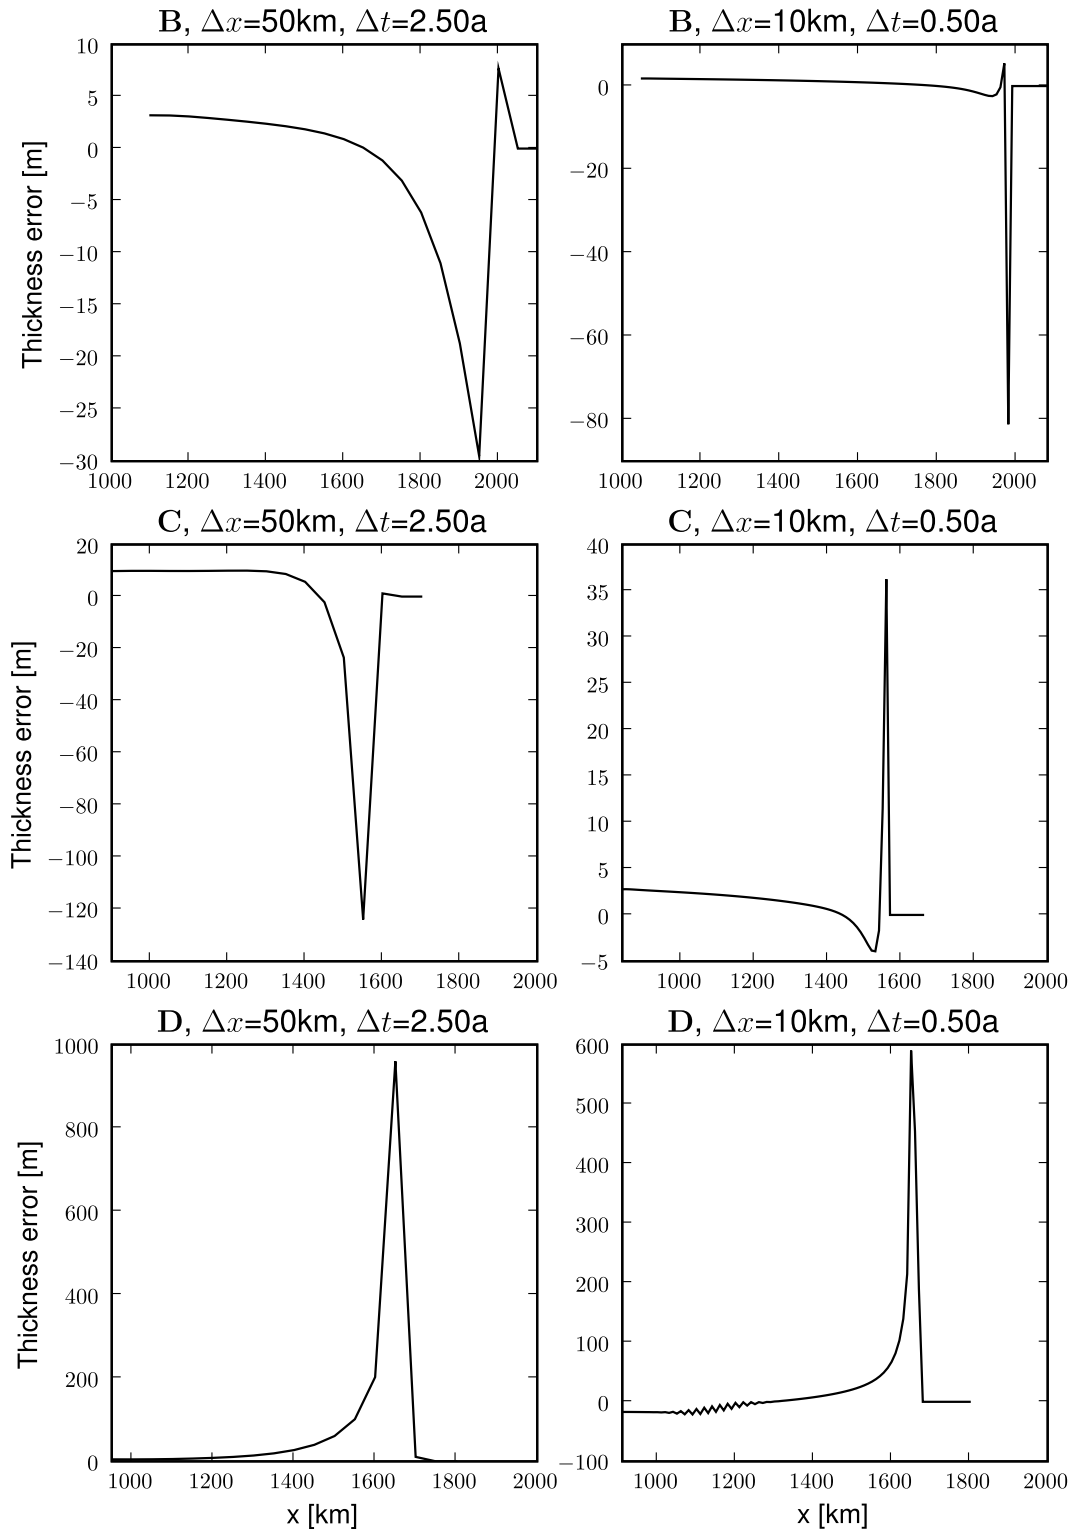 B, Δx=50km, Δt=2.50a
B, Δx=10km, Δt=0.50a
Thickness error [m]
10
5
0
−5
−10
−15
−20
−25
−30
1000 1200 1400 1600 1800 2000
0
−20
−40
−60
−80
1000 1200 1400 1600 1800 2000
C, Δx=50km, Δt=2.50a
C, Δx=10km, Δt=0.50a
Thickness error [m]
20
0
−20
−40
−60
−80
−100
−120
−140
1000 1200 1400 1600 1800 2000
40
35
30
25
20
15
10
5
0
−5
1000 1200 1400 1600 1800 2000
D, Δx=50km, Δt=2.50a
D, Δx=10km, Δt=0.50a
Thickness error [m]
1000
800
600
400
200
0
1000 1200 1400 1600 1800 2000
x [km]
600
500
400
300
200
100
0
−100
1000 1200 1400 1600 1800 2000
x [km]